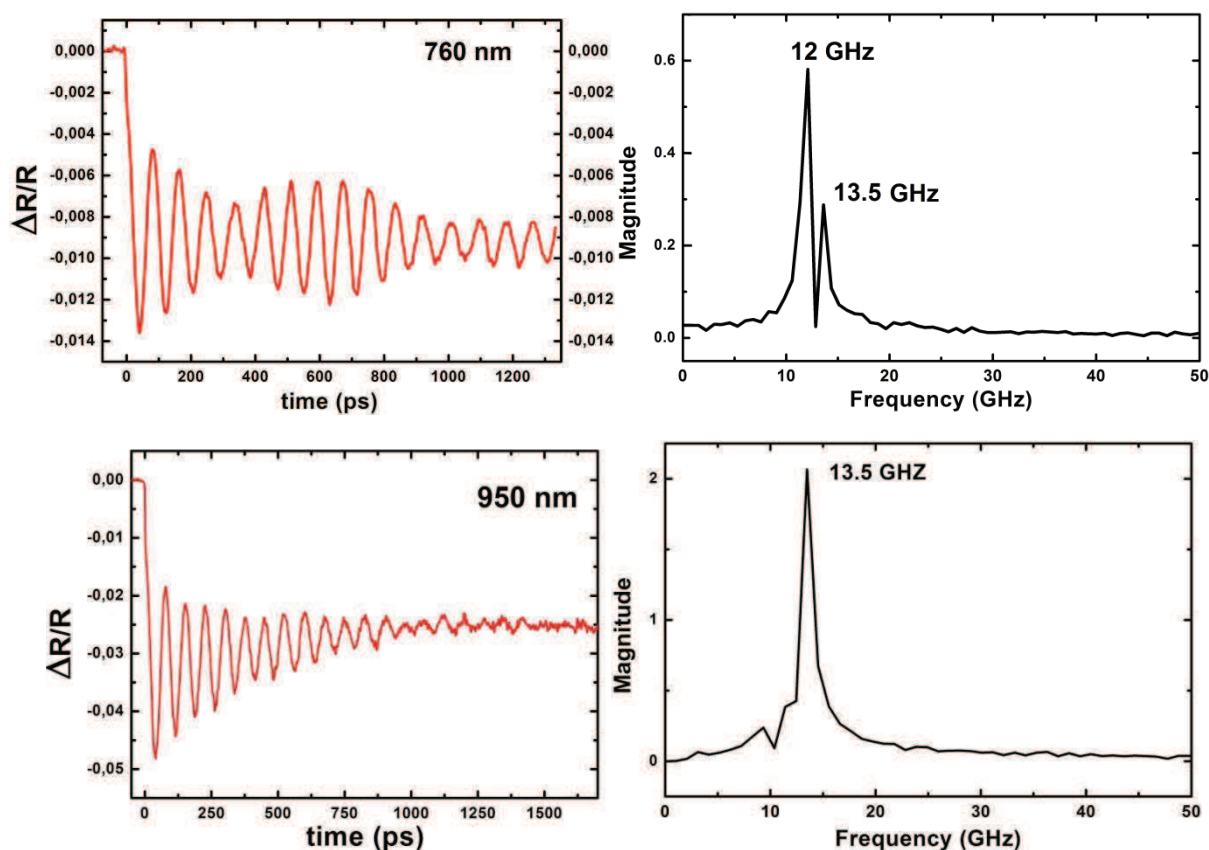 760 nm
0,000
-0,002
-0,004
-0,006
-0,008
-0,010
-0,012
-0,014
0,000
-0,002
-0,004
-0,006
-0,008
-0,010
-0,012
-0,014
ΔR/R
0 200 400 600 800 1000 1200
time (ps)
12 GHz
13.5 GHz
0.6
0.4
0.2
0.0
Magnitude
0 10 20 30 40 50
Frequency (GHz)
950 nm
0,00
-0,01
-0,02
-0,03
-0,04
-0,05
ΔR/R
0 250 500 750 1000 1250 1500
time (ps)
13.5 GHZ
2
1
0
Magnitude
0 10 20 30 40 50
Frequency (GHz)